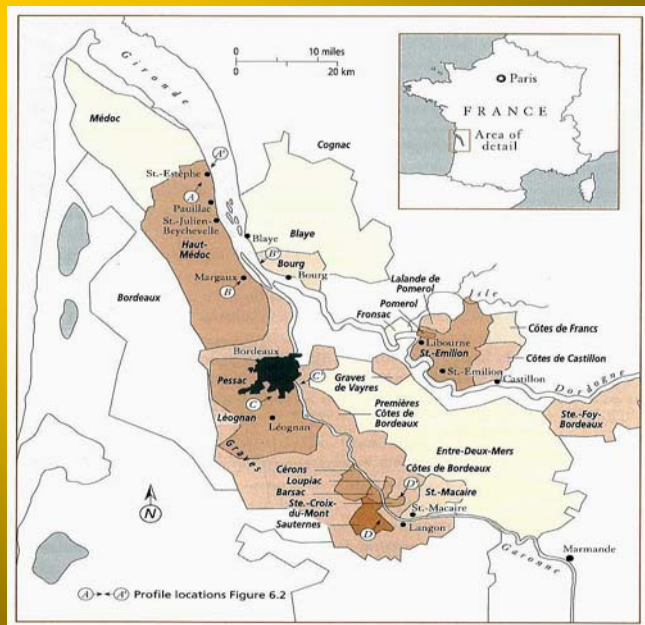 10 miles
0
20 km
0
Paris
FRANCE
Area of
detail
Gironde
Médoc
Cognac
A'
St.-Estèphe
A
Pauillac
St.-Julien-
Beychevelle
Haut-
Médoc
Blaye
Blaye
B'
Bourg
Bourg
Margaux
B
Bordeaux
Lalande de
Pomerol
Isle
Pomerol
Fronsac
Libourne
St.-Emilion
St.-Emilion
Côtes de Francs
Côtes de Castillon
Castillon
Dordogne
Bordeaux
Pessac
C'
C
Graves
de Vayres
Léognan
Léognan
Premières
Côtes de
Bordeaux
Ste.-Foy-
Bordeaux
Graves
Entre-Deux-Mers
Cérons
Loupiac
Barsac
Ste.-Croix-
du-Mont
Sauternes
Côtes de Bordeaux
D'
St.-Macaire
St.-Macaire
D
Langon
Garonne
Marmande
N
A A' Profile locations Figure 6.2